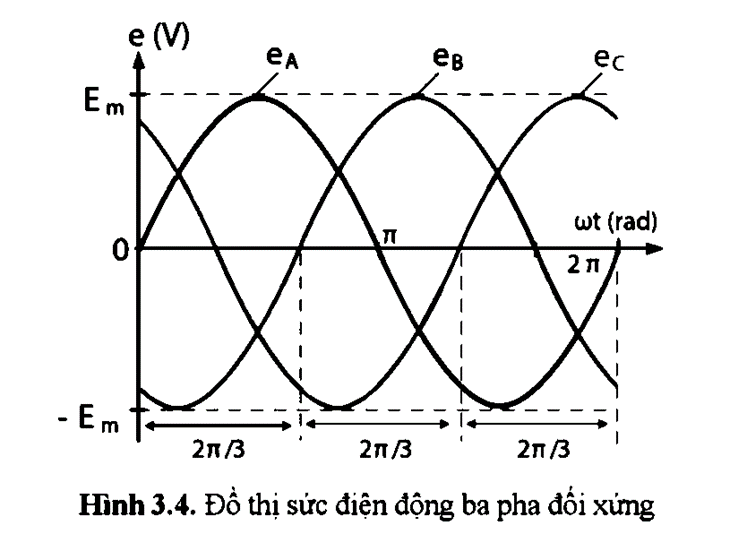 e (V)
e_A e_B e_C
E_m
ωt (rad)
π
0
2π
- E_m
2π/3 2π/3 2π/3
Hình 3.4. Đồ thị sức điện động ba pha đối xứng